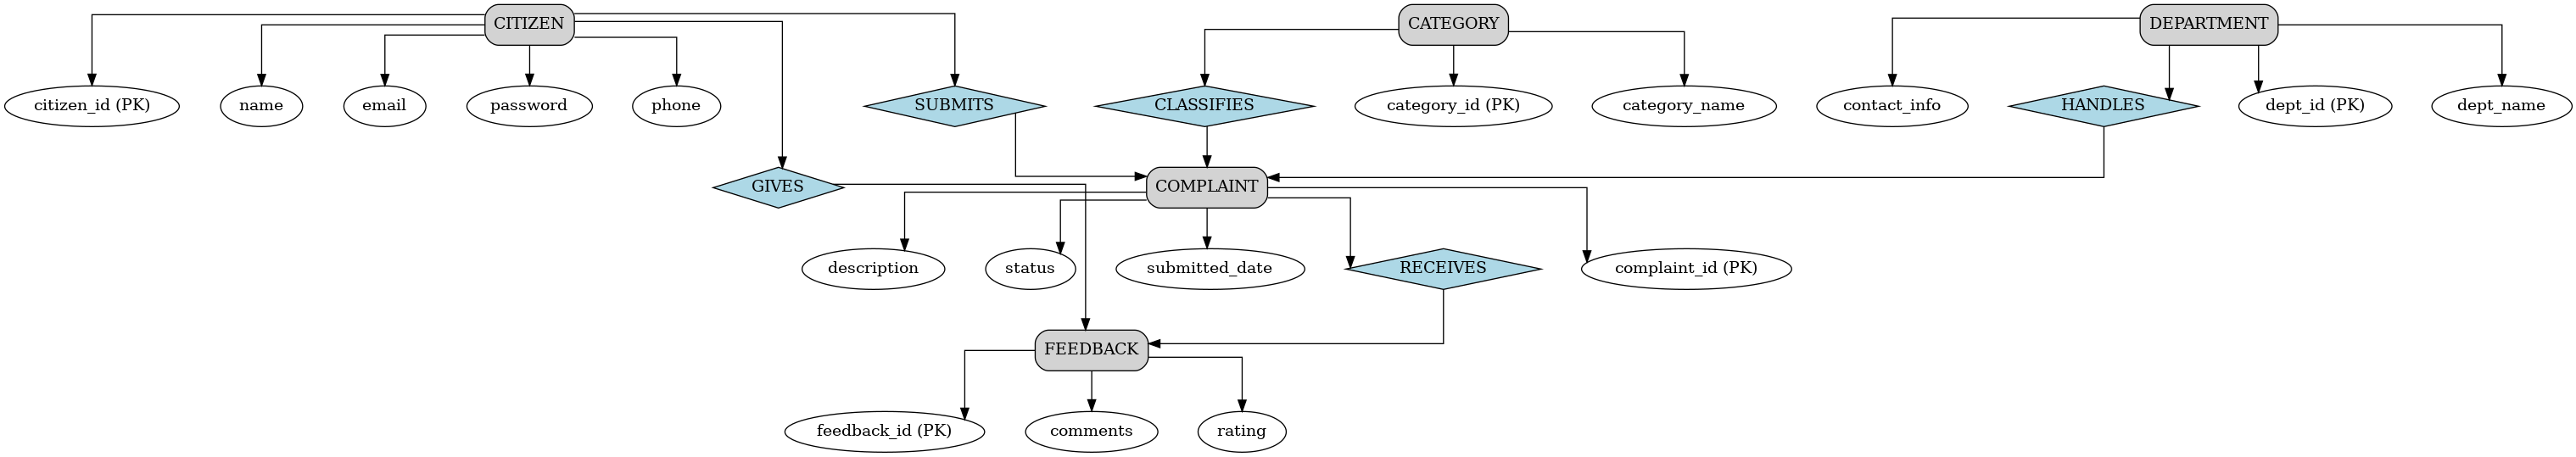 CITIZEN
CATEGORY
DEPARTMENT
citizen_id (PK)
name
email
password
phone
SUBMITS
CLASSIFIES
category_id (PK)
category_name
contact_info
HANDLES
dept_id (PK)
dept_name
GIVES
COMPLAINT
description
status
submitted_date
RECEIVES
complaint_id (PK)
FEEDBACK
feedback_id (PK)
comments
rating